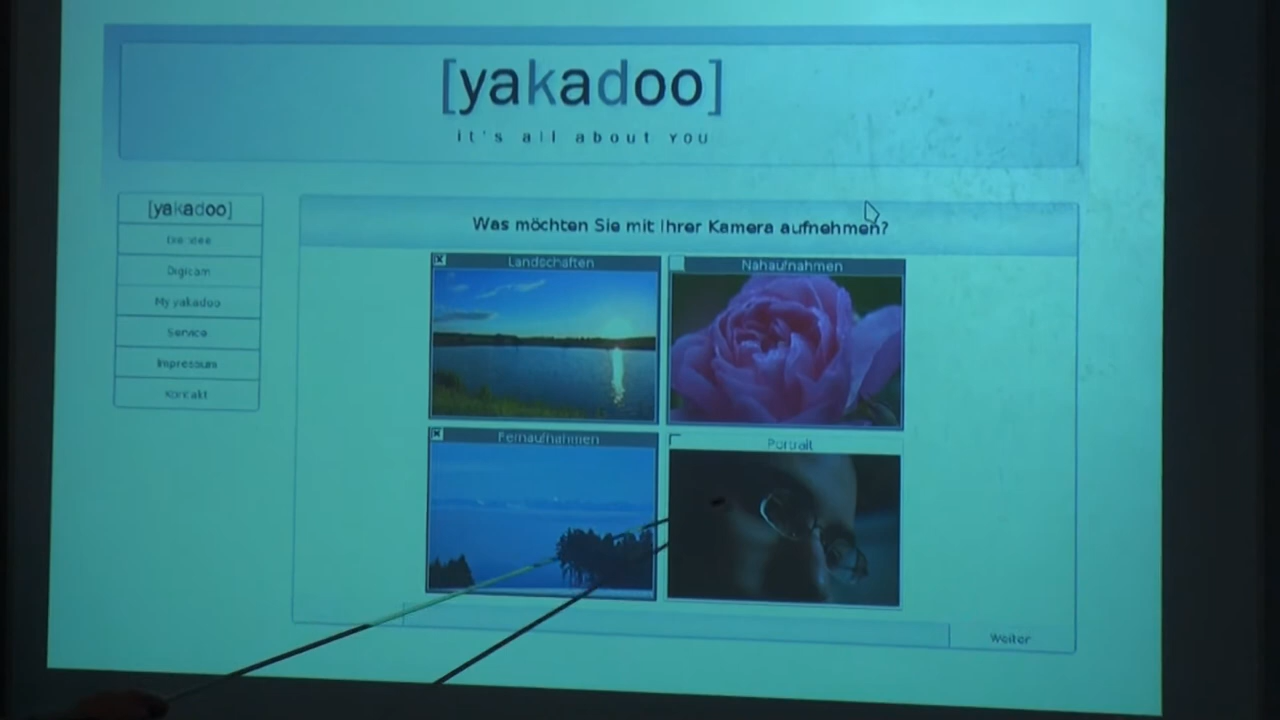 [yakadoo]
it's all about YOU
[yakadoo]
Die Idee
Digicam
My yakadoo
Service
Impressum
Kontakt
Was möchten Sie mit Ihrer Kamera aufnehmen?
Landschaften
Nahaufnahmen
Fernaufnahmen
Portrait
Weiter